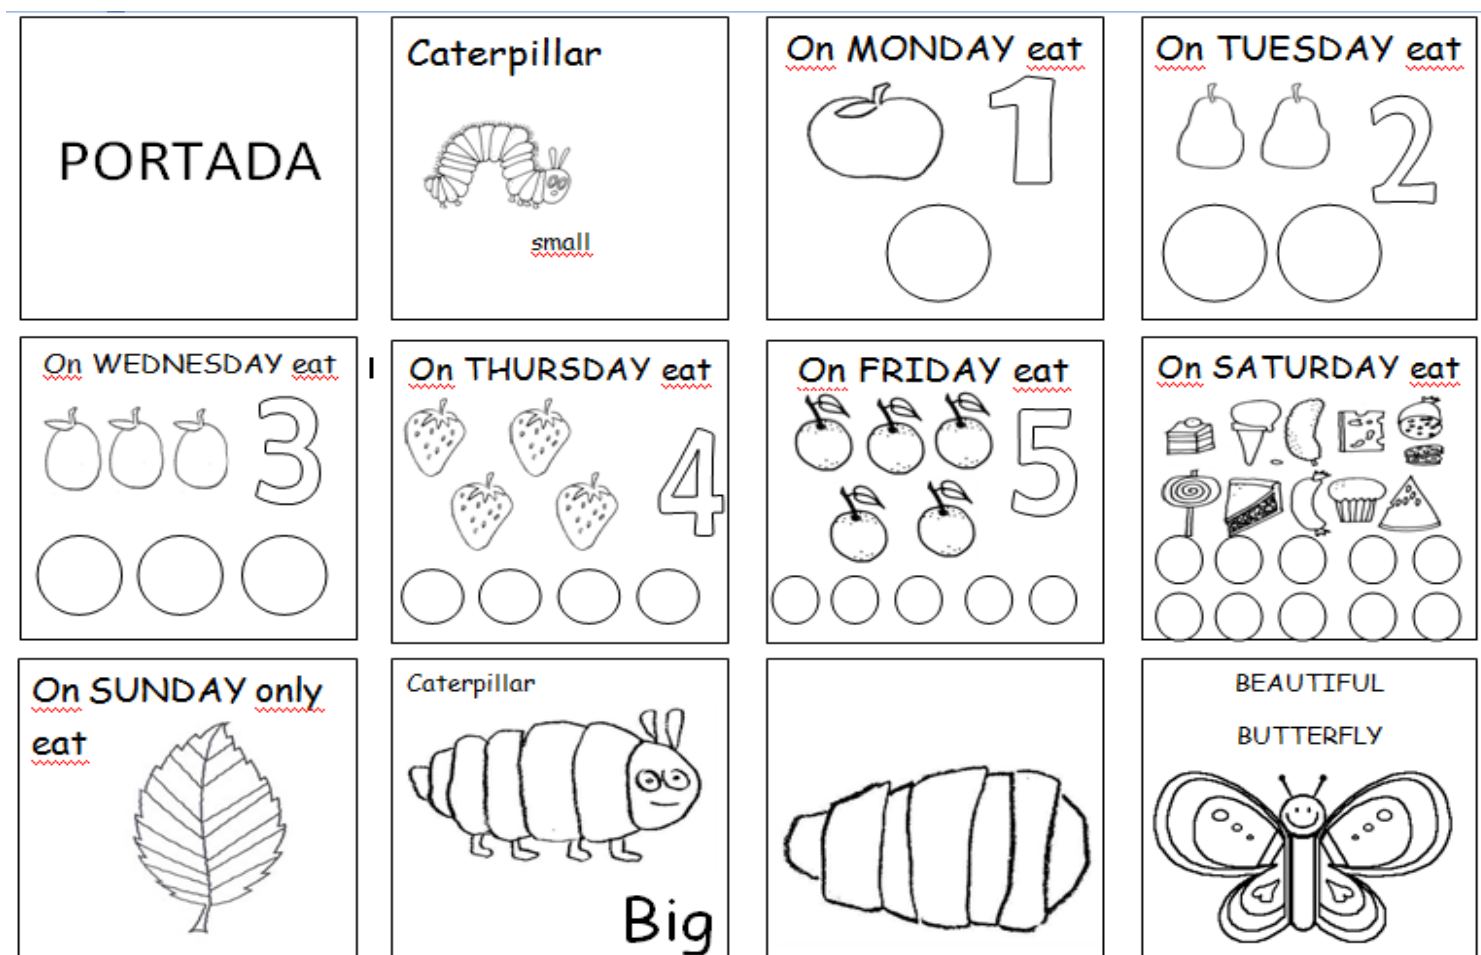 PORTADA
Caterpillar
small
On MONDAY eat
1
On TUESDAY eat
2
On WEDNESDAY eat
3
On THURSDAY eat
4
On FRIDAY eat
5
On SATURDAY eat
On SUNDAY only
eat
Caterpillar
Big
BEAUTIFUL
BUTTERFLY